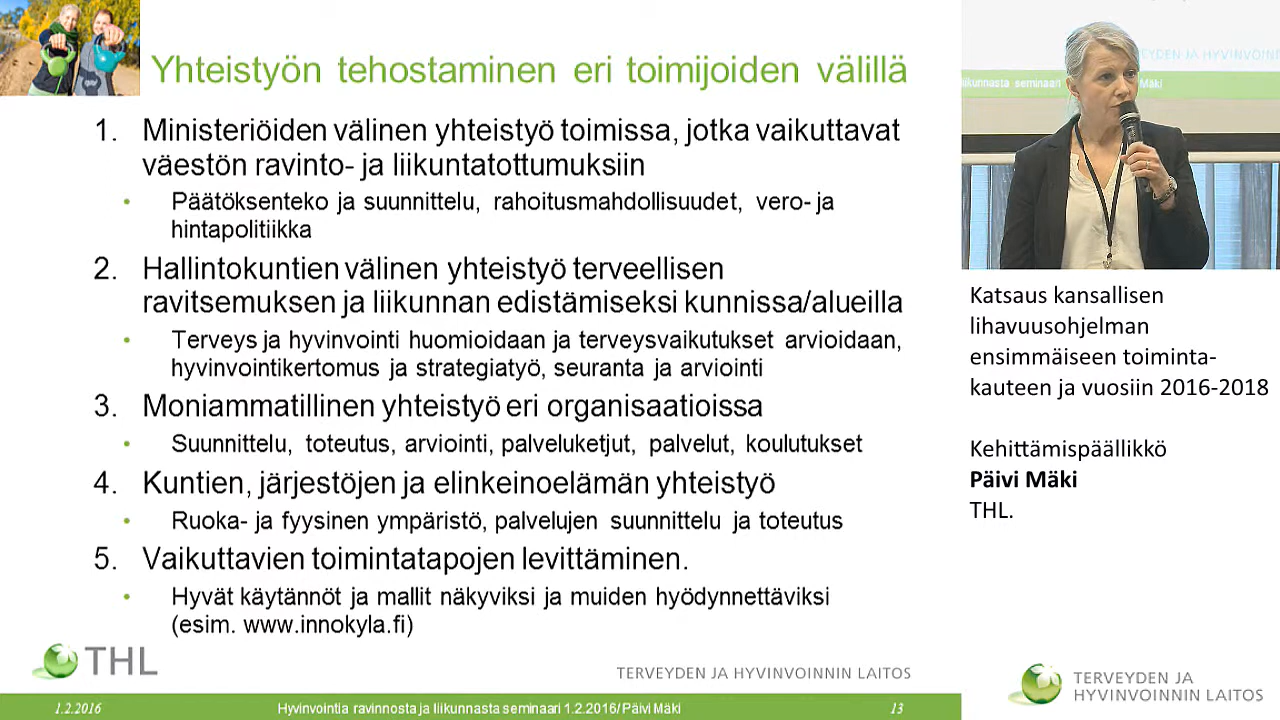 Yhteistyön tehostaminen eri toimijoiden välillä
1. Ministeriöiden välinen yhteistyö toimissa, jotka vaikuttavat
väestön ravinto- ja liikuntatottumuksiin
• Päätöksenteko ja suunnittelu, rahoitusmahdollisuudet, vero- ja
hintapolitiikka
2. Hallintokuntien välinen yhteistyö terveellisen
ravitsemuksen ja liikunnan edistämiseksi kunnissa/alueilla
• Terveys ja hyvinvointi huomioidaan ja terveysvaikutukset arvioidaan,
hyvinvointikertomus ja strategiatyö, seuranta ja arviointi
3. Moniammatillinen yhteistyö eri organisaatioissa
• Suunnittelu, toteutus, arviointi, palveluketjut, palvelut, koulutukset
4. Kuntien, järjestöjen ja elinkeinoelämän yhteistyö
• Ruoka- ja fyysinen ympäristö, palvelujen suunnittelu ja toteutus
5. Vaikuttavien toimintatapojen levittäminen.
• Hyvät käytännöt ja mallit näkyviksi ja muiden hyödynnettäviksi
(esim. www.innokyla.fi)
THL
TERVEYDEN JA HYVINVOINNIN LAITOS
1.2.2016
Hyvinvointia ravinnosta ja liikunnasta seminaari 1.2.2016/ Päivi Mäki
13
JA HYVINVOIN
liikunnasta seminaari
Mäki
Katsaus kansallisen
lihavuusohjelman
ensimmäiseen toiminta-
kauteen ja vuosiin 2016-2018
Kehittämispäällikkö
Päivi Mäki
THL.
TERVEYDEN JA
HYVINVOINNIN LAITOS